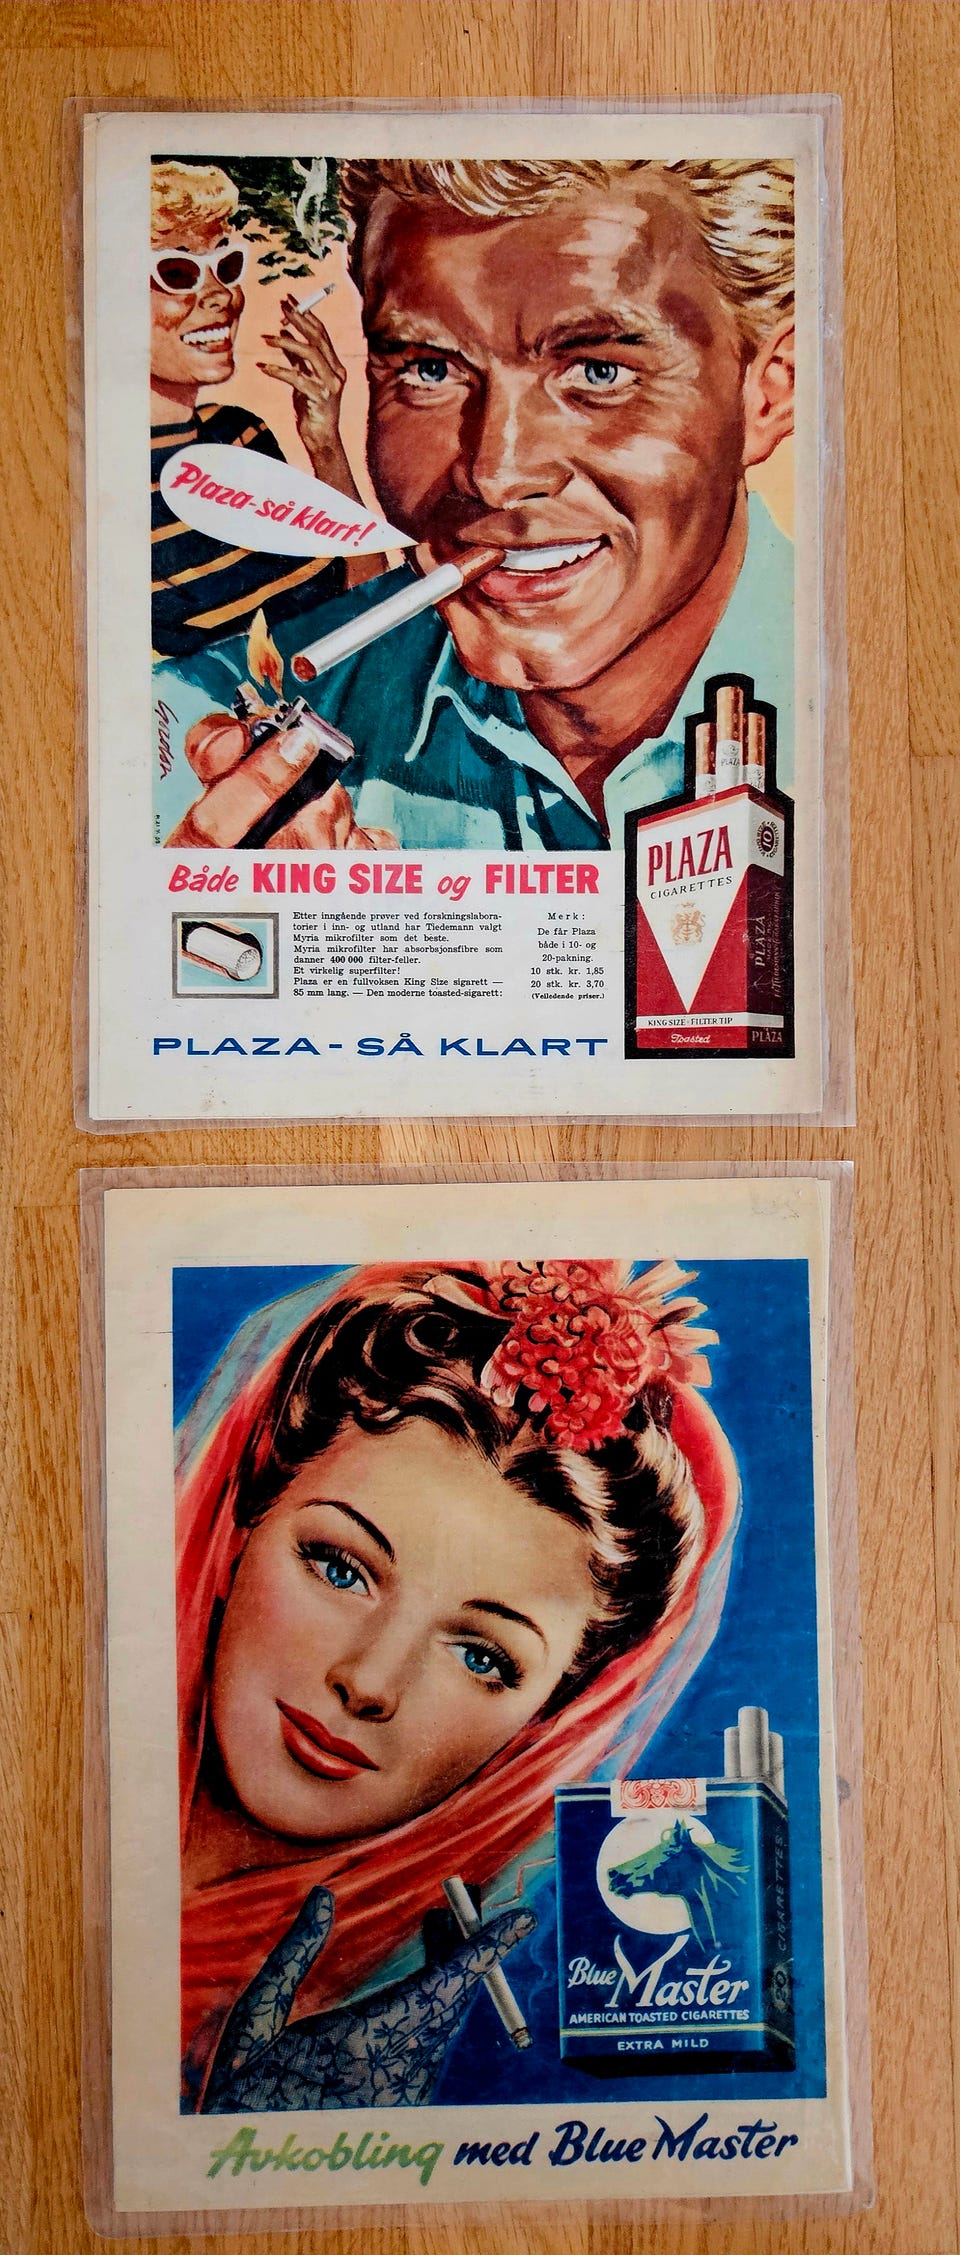 Plaza-så klart!
PLAZA
Både KING SIZE og FILTER
PLAZA
CIGARETTES
10
PLAZA
Etter inngående prøver ved forskningslabora-
torier i inn- og utland har Tiedemann valgt
Myria mikrofilter som det beste.
Myria mikrofilter har absorbsjonsfibre som
danner 400 000 filter-feller.
Et virkelig superfilter!
Plaza er en fullvoksen King Size sigarett —
85 mm lang. — Den moderne toasted-sigarett:
Merk:
De får Plaza
både i 10- og
20-pakning.
10 stk. kr. 1,85
20 stk. kr. 3,70
(Veiledende priser.)
KING SIZE · FILTER TIP
Toasted
PLAZA
PLAZA - SÅ KLART
Blue Master
AMERICAN TOASTED CIGARETTES
EXTRA MILD
20 CIGARETTES
Avkobling med Blue Master